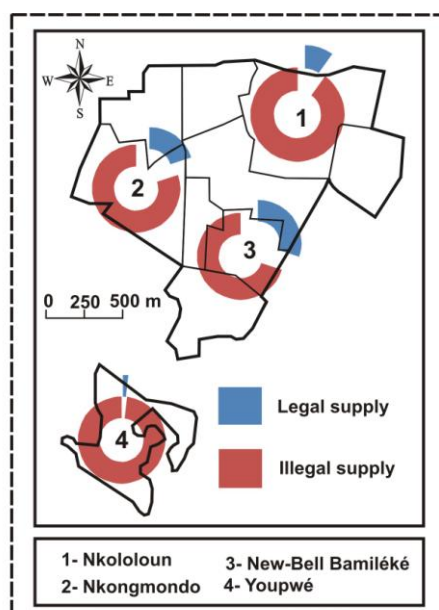 N
W E
S
1
2
3
0 250 500 m
4
Legal supply
Illegal supply
1- Nkololoun 3- New-Bell Bamiléké
2- Nkongmondo 4- Youpwé